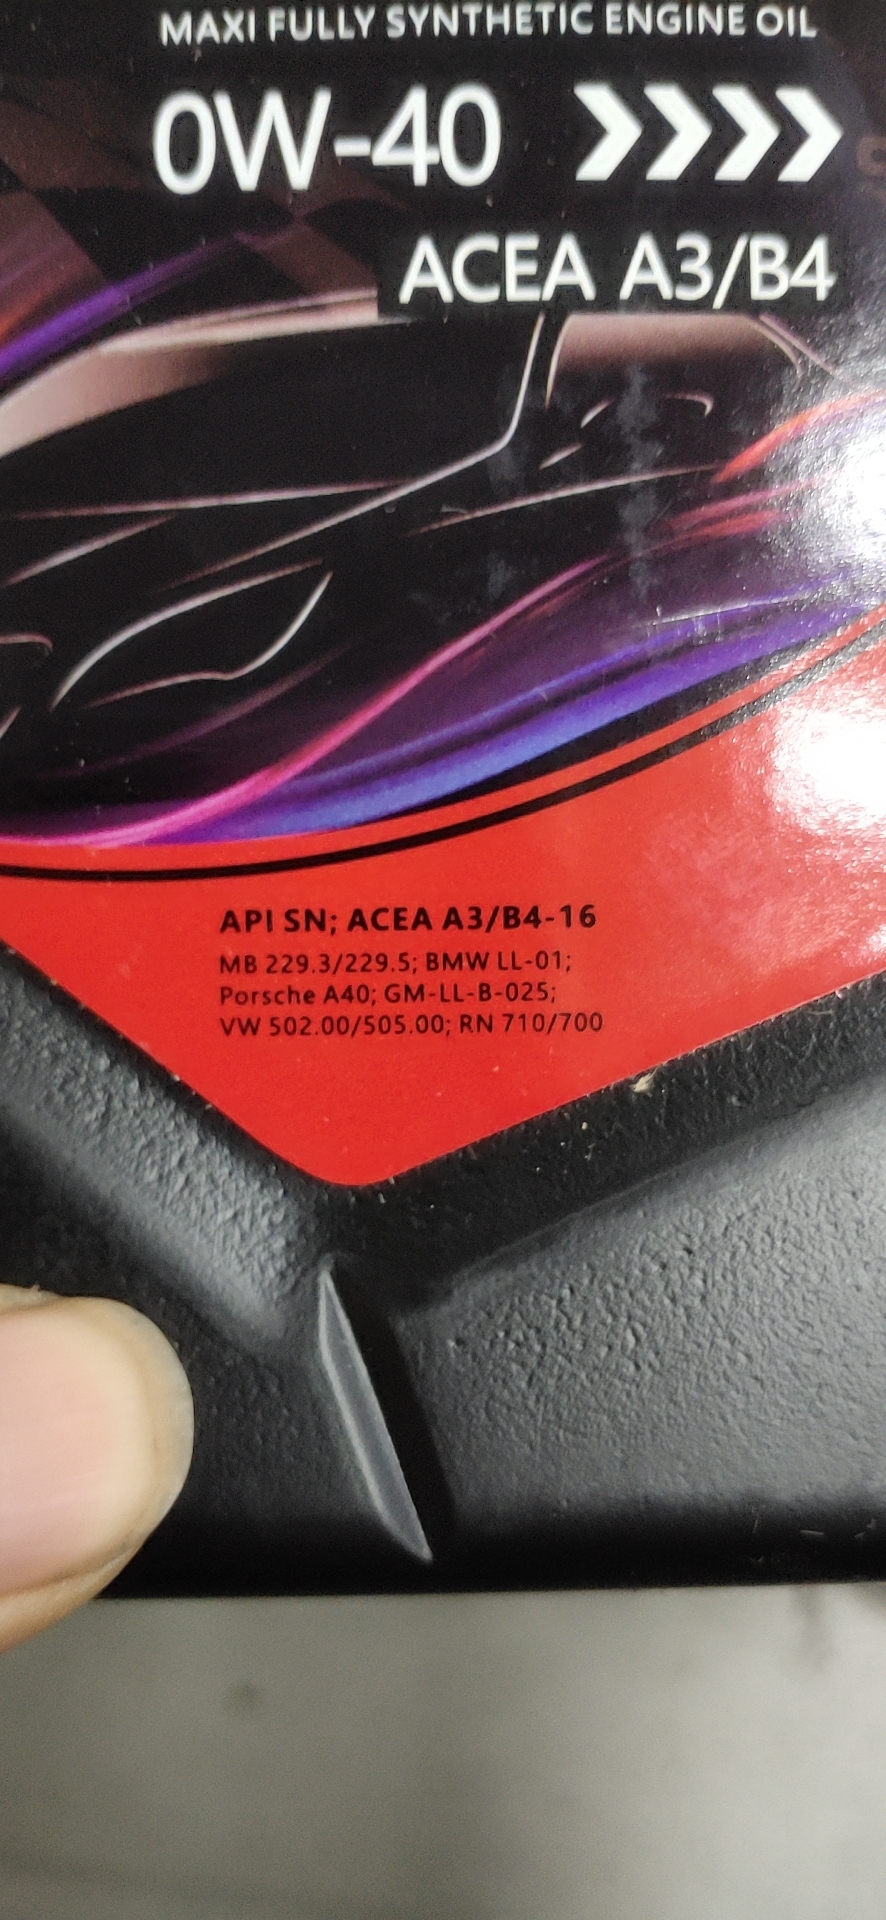 MAXI FULLY SYNTHETIC ENGINE OIL
0W-40
ACEA A3/B4
API SN; ACEA A3/B4-16
MB 229.3/229.5; BMW LL-01;
Porsche A40; GM-LL-B-025;
VW 502.00/505.00; RN 710/700